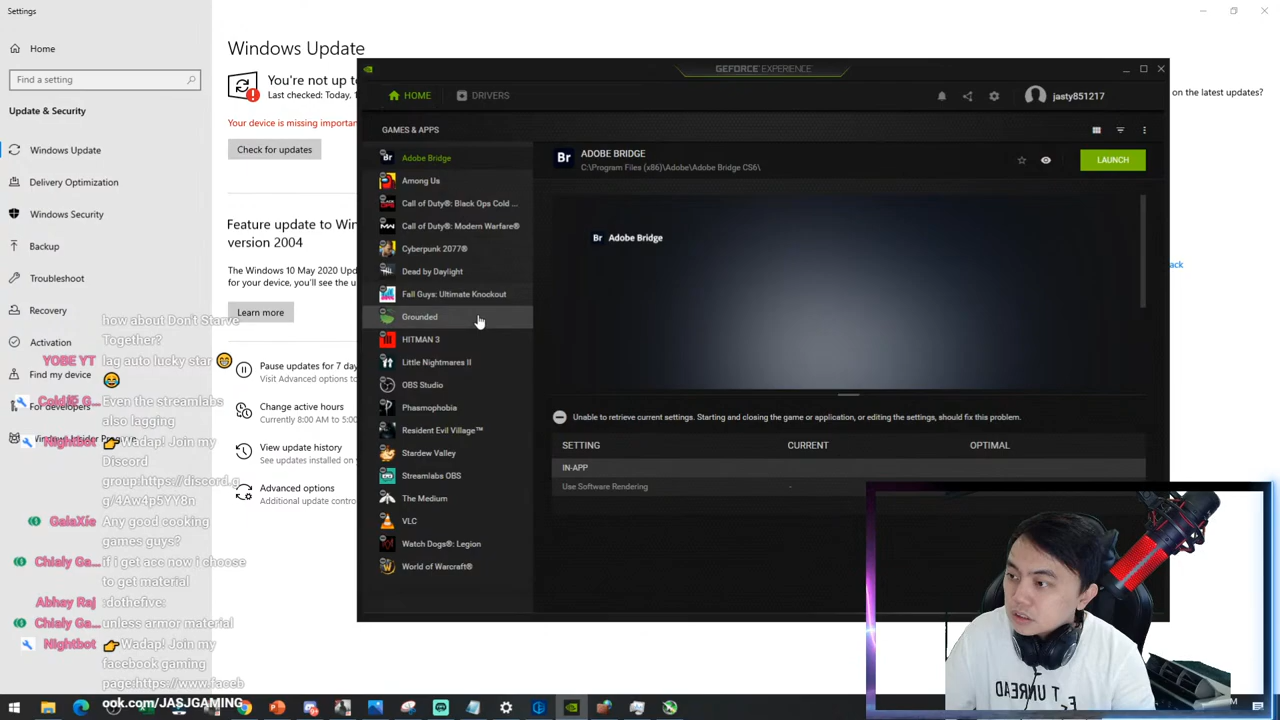 Settings
Home
Find a setting
Update & Security
Windows Update
Delivery Optimization
Windows Security
Backup
Troubleshoot
Recovery
Activation
Find my device
For developers
Windows Update
You're not up t
Last checked: Today, 1
Your device is missing importan
Check for updates
Feature update to Win
version 2004
The Windows 10 May 2020 Upd
for your device, you'll see the u
Learn more
Pause updates for 7 day
Visit Advanced options to
Change active hours
Currently 8:00 AM to 5:00
View update history
See updates installed on y
Advanced options
Additional update contro
on the latest updates?
ack
GEFORCE EXPERIENCE
HOME
DRIVERS
jasty851217
GAMES & APPS
Adobe Bridge
Among Us
Call of Duty®: Black Ops Cold ...
Call of Duty®: Modern Warfare®
Cyberpunk 2077®
Dead by Daylight
Fall Guys: Ultimate Knockout
Grounded
HITMAN 3
Little Nightmares II
OBS Studio
Phasmophobia
Resident Evil Village™
Stardew Valley
Streamlabs OBS
The Medium
VLC
Watch Dogs®: Legion
World of Warcraft®
Br
ADOBE BRIDGE
C:\Program Files (x86)\Adobe\Adobe Bridge CS6\
LAUNCH
Br Adobe Bridge
Unable to retrieve current settings. Starting and closing the game or application, or editing the settings, should fix this problem.
SETTING CURRENT OPTIMAL
IN-APP
Use Software Rendering -
how about Don't Starve
Together?
YOBE YT lag auto lucky star
Even the streamlabs
also lagging
Nightbot Wadap! Join my
Discord
group:https://discord.g
g/4Aw4p5YY8n
GalaXie Any good cooking
games guys?
Chialy Ga... if i get acc now i choose
to get material
Abhay Raj :dothefive:
Chialy Ga... unless armor material
Nightbot Wadap! Join my
facebook gaming
page:https://www.faceb
ook.com/JASJGAMING